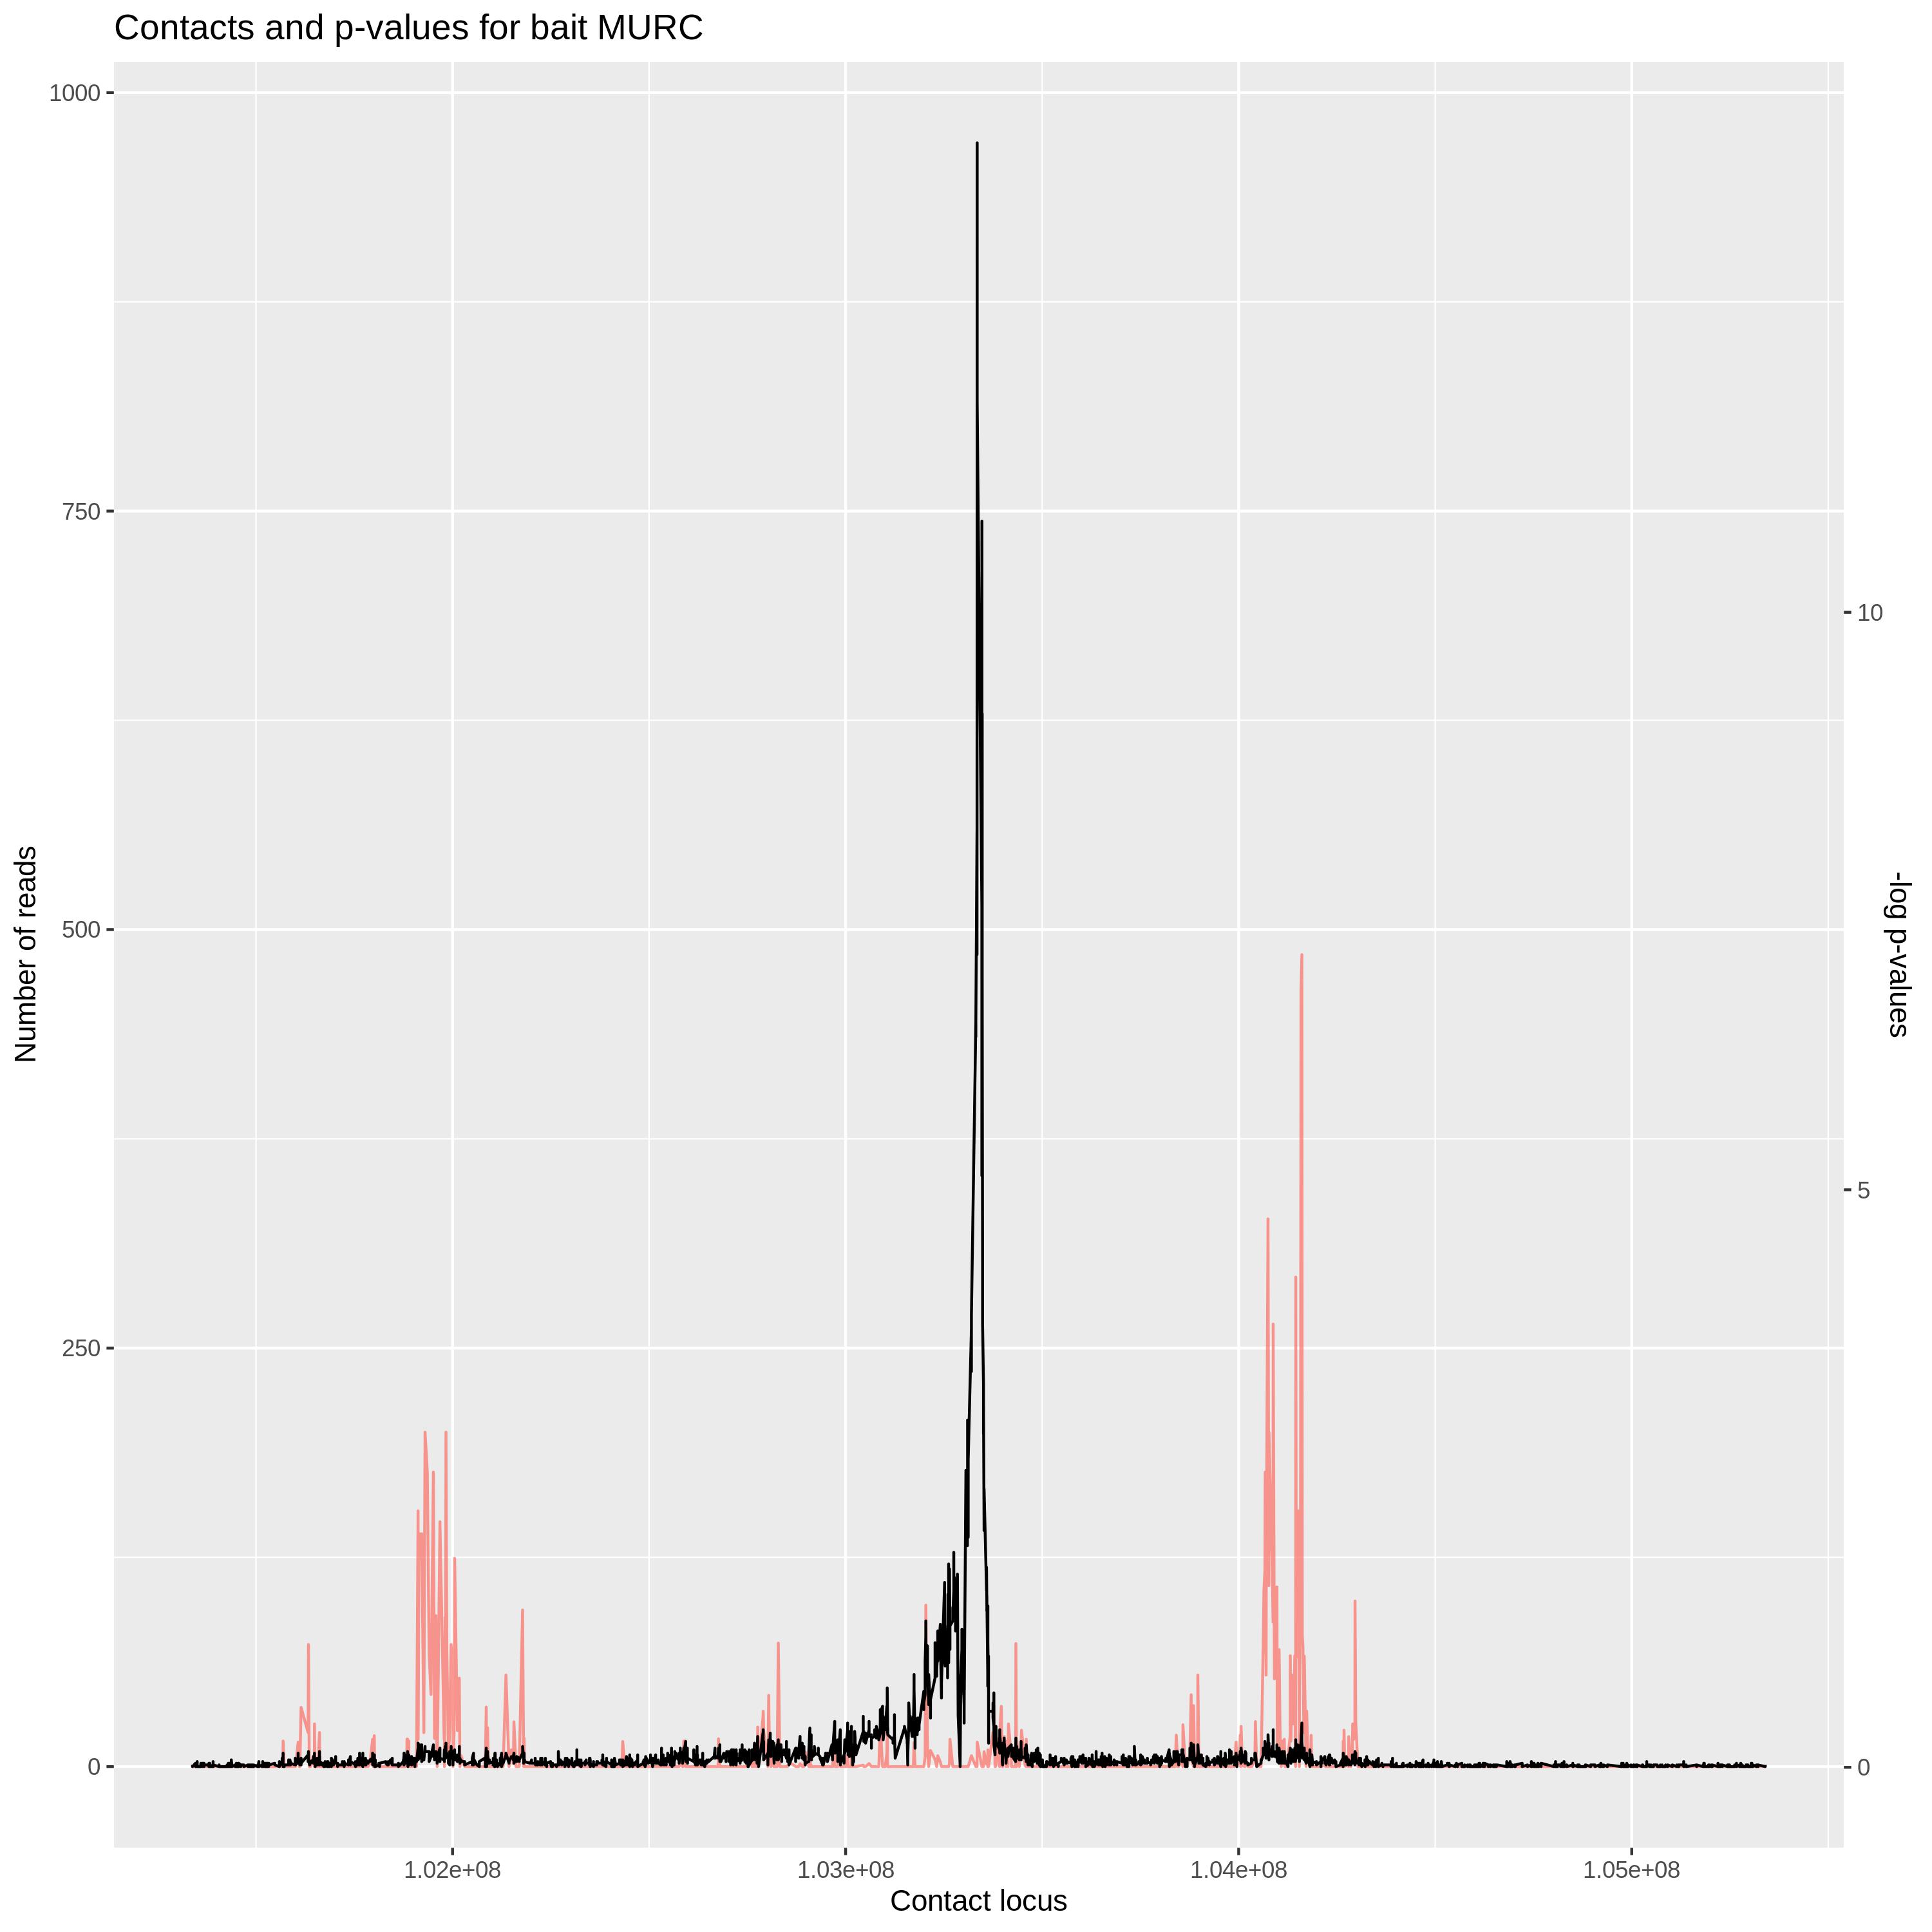 Contacts and p-values for bait MURC
1000
750
500
250
0
Number of reads
10
5
0
-log p-values
1.02e+08 1.03e+08 1.04e+08 1.05e+08
Contact locus